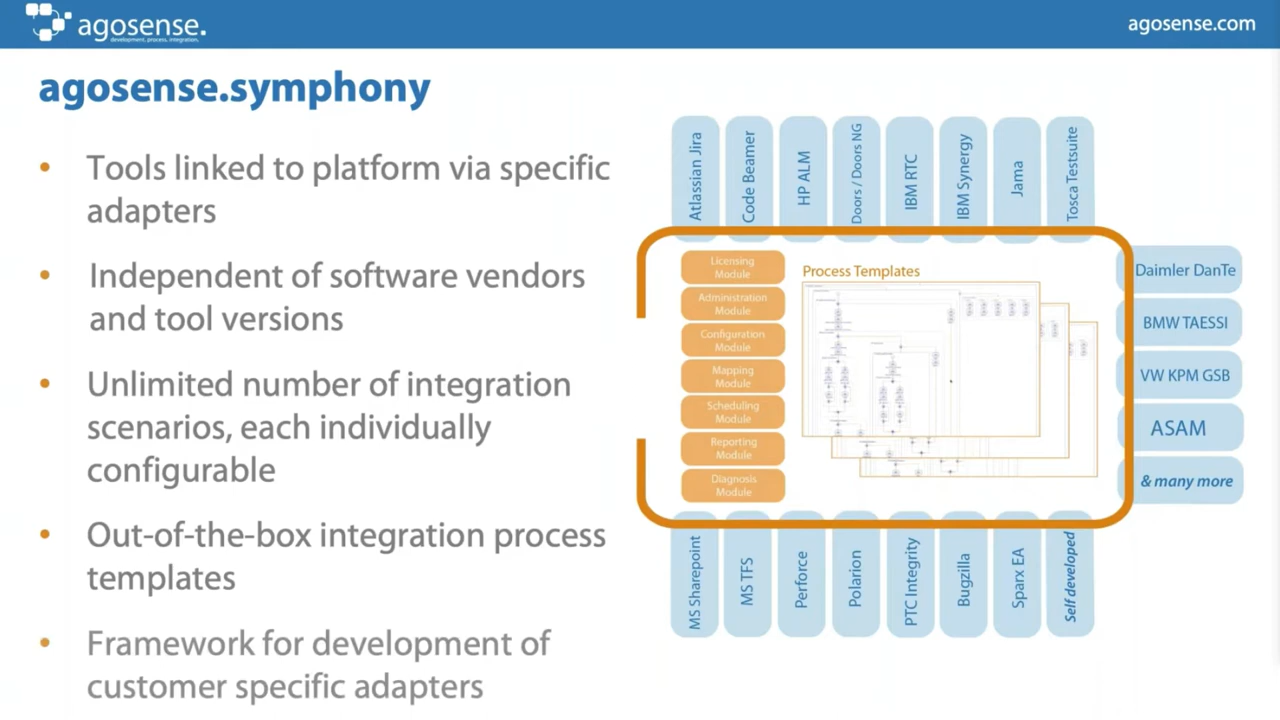 agosense.
development, process, integration.
agosense.com
agosense.symphony
• Tools linked to platform via specific
adapters
• Independent of software vendors
and tool versions
• Unlimited number of integration
scenarios, each individually
configurable
• Out-of-the-box integration process
templates
• Framework for development of
customer specific adapters
Atlassian Jira
Code Beamer
HP ALM
Doors / Doors NG
IBM RTC
IBM Synergy
Jama
Tosca Testsuite
Licensing
Module
Administration
Module
Configuration
Module
Mapping
Module
Scheduling
Module
Reporting
Module
Diagnosis
Module
Process Templates
Daimler DanTe
BMW TAESSI
VW KPM GSB
ASAM
& many more
MS Sharepoint
MS TFS
Perforce
Polarion
PTC Integrity
Bugzilla
Sparx EA
Self developed